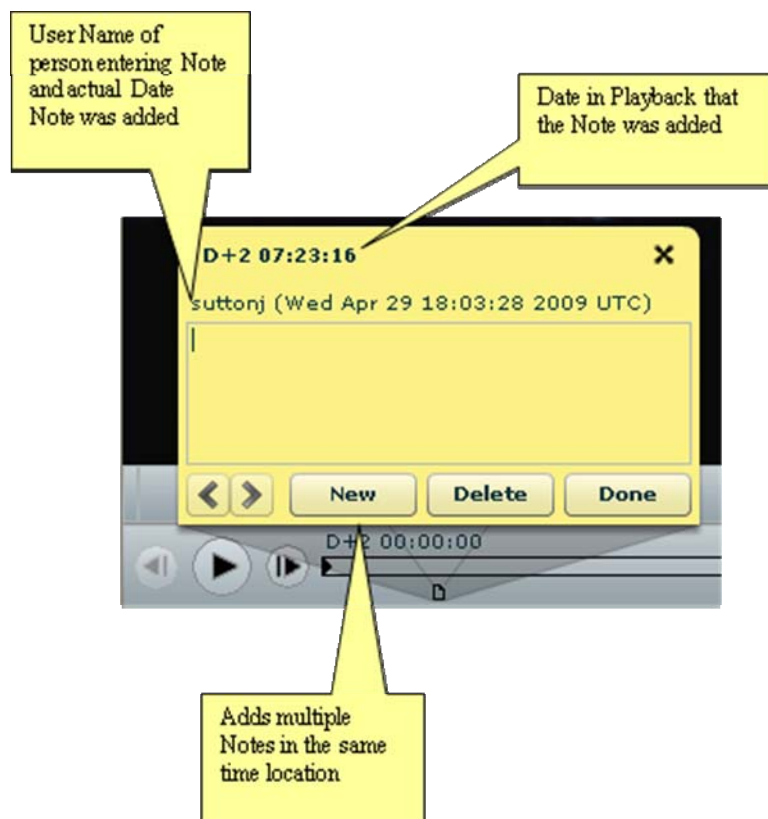 User Name of
person entering Note
and actual Date
Note was added
Date in Playback that
the Note was added
D+2 07:23:16
suttonj (Wed Apr 29 18:03:28 2009 UTC)
New Delete Done
D+2 00:00:00
Adds multiple
Notes in the same
time location